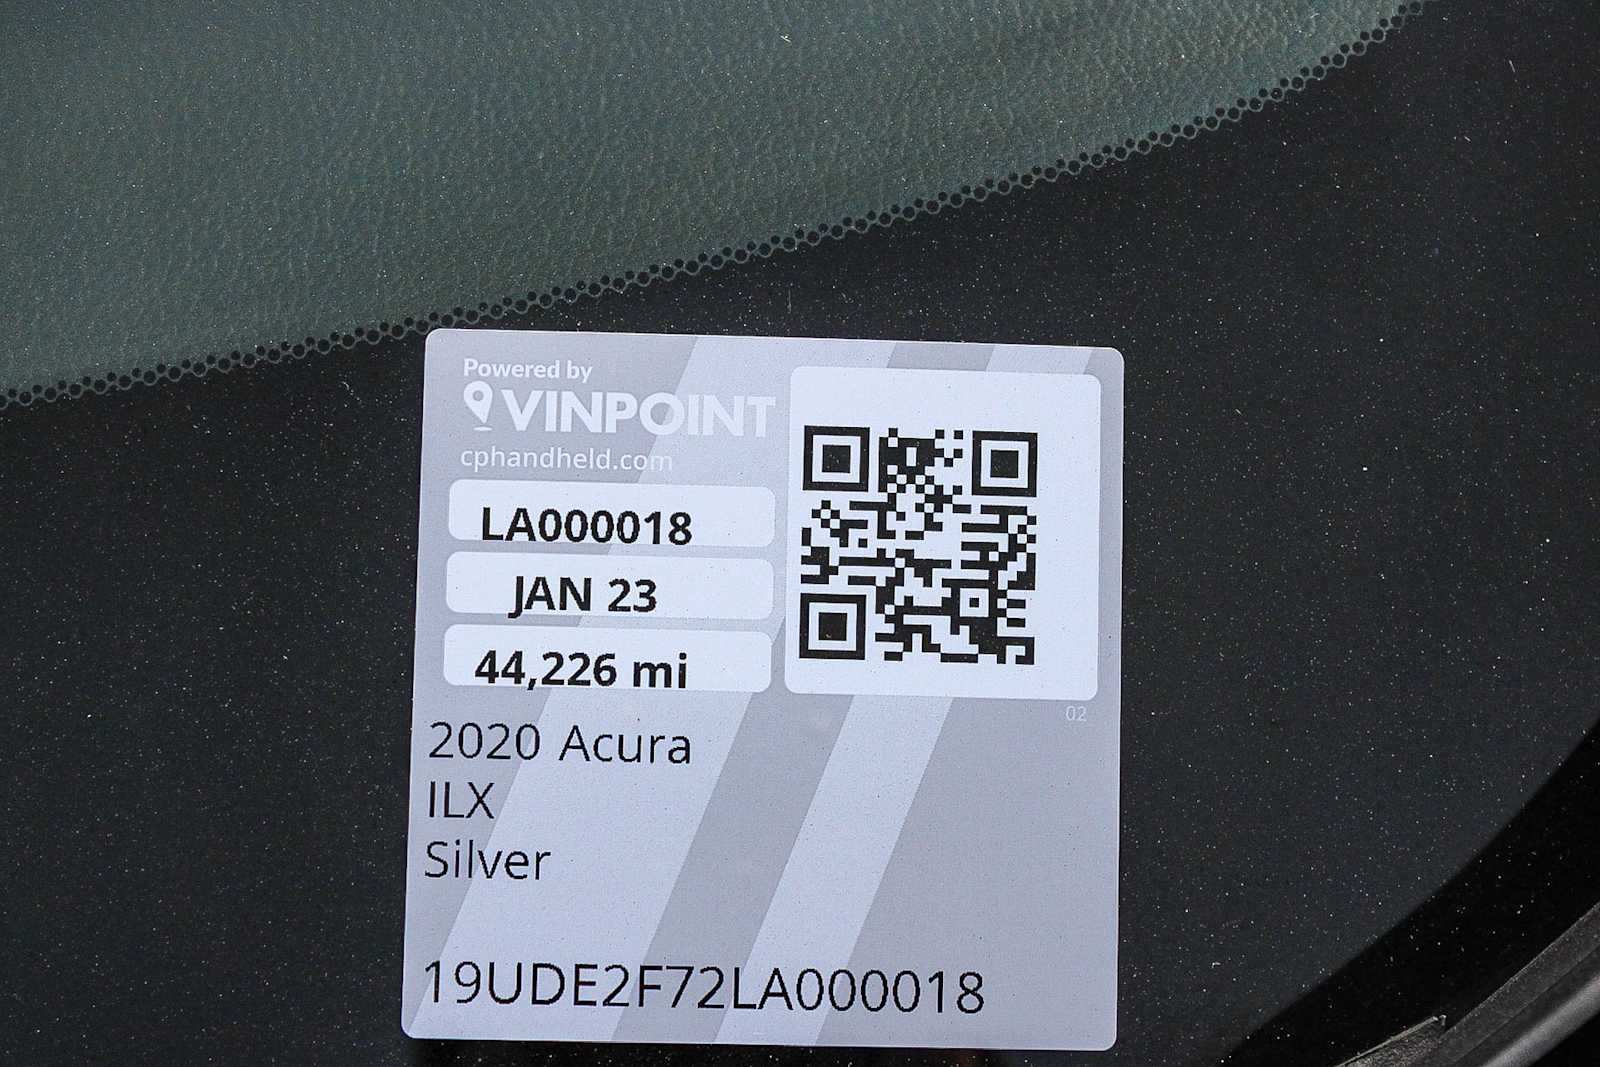 Powered by
VINPOINT
cphandheld.com
LA000018
JAN 23
44,226 mi
02
2020 Acura
ILX
Silver
19UDE2F72LA000018